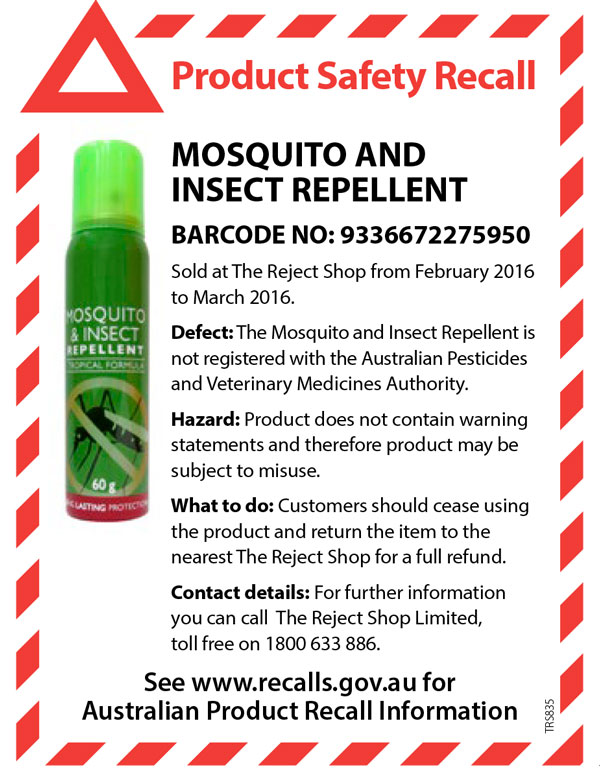 Product Safety Recall
MOSQUITO AND
INSECT REPELLENT
BARCODE NO: 9336672275950
Sold at The Reject Shop from February 2016
to March 2016.
Defect: The Mosquito and Insect Repellent is
not registered with the Australian Pesticides
and Veterinary Medicines Authority.
Hazard: Product does not contain warning
statements and therefore product may be
subject to misuse.
What to do: Customers should cease using
the product and return the item to the
nearest The Reject Shop for a full refund.
Contact details: For further information
you can call The Reject Shop Limited,
toll free on 1800 633 886.
See www.recalls.gov.au for
Australian Product Recall Information
TRS835
MOSQUITO
& INSECT
REPELLENT
TROPICAL FORMULA
60 g
LASTING PROTECTION